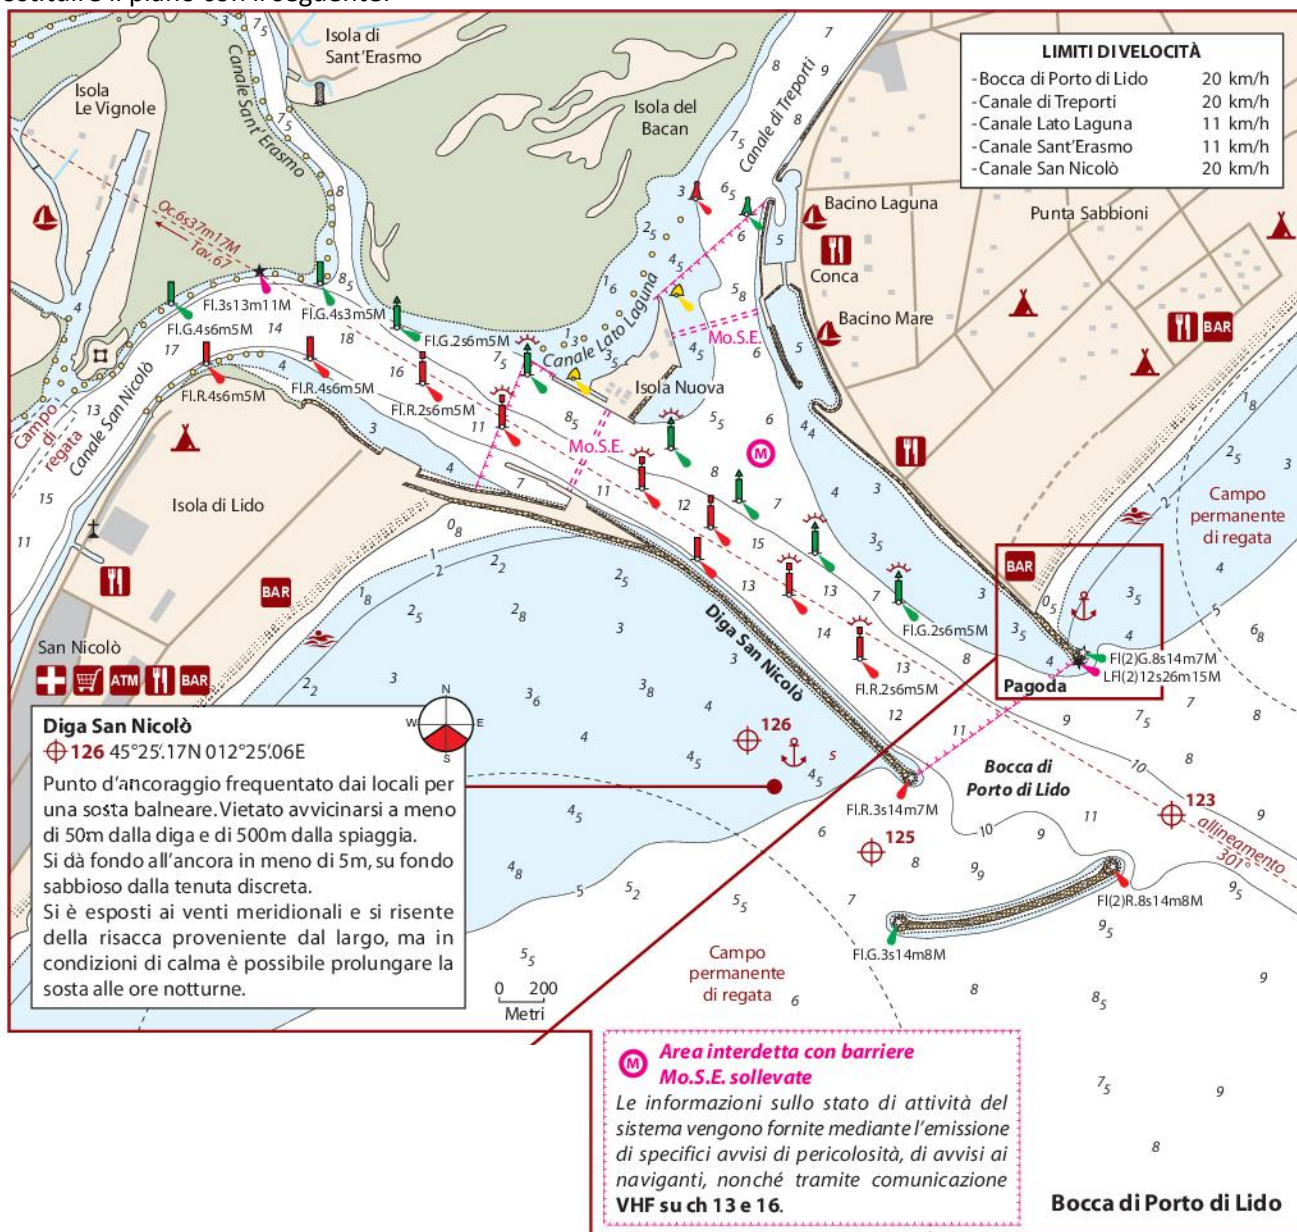 ostituire il piano con il seguente:
Isola di
Sant'Erasmo
Isola
Le Vignole
Canale Sant'Erasmo
Isola del
Bacan
Canale di Treporti
LIMITI DI VELOCITÀ
-Bocca di Porto di Lido 20 km/h
-Canale di Treporti 20 km/h
-Canale Lato Laguna 11 km/h
-Canale Sant'Erasmo 11 km/h
-Canale San Nicolò 20 km/h
Bacino Laguna
Punta Sabbioni
Conca
Bacino Mare
BAR
Oc.6s37m17M
Tav.67
Fl.3s13m11M
Fl.G.4s6m5M
Fl.G.4s3m5M
Fl.G.2s6m5M
Canale Lato Laguna
Mo.S.E.
Isola Nuova
Fl.R.4s6m5M
Fl.R.4s6m5M
Fl.R.2s6m5M
Campo
di
regata
Canale San Nicolò
Mo.S.E.
M
Isola di Lido
Campo
permanente
di regata
BAR
BAR
Diga San Nicolò
Fl.G.2s6m5M
Fl.R.2s6m5M
Fl(2)G.8s14m7M
LFl(2)12s26m15M
Pagoda
San Nicolò
ATM BAR
Diga San Nicolò
N
W E
S
126 45°25'.17N 012°25'.06E
Punto d'ancoraggio frequentato dai locali per
una sosta balneare. Vietato avvicinarsi a meno
di 50m dalla diga e di 500m dalla spiaggia.
Si dà fondo all'ancora in meno di 5m, su fondo
sabbioso dalla tenuta discreta.
Si è esposti ai venti meridionali e si risente
della risacca proveniente dal largo, ma in
condizioni di calma è possibile prolungare la
sosta alle ore notturne.
126
s
Fl.R.3s14m7M
Bocca di
Porto di Lido
123
125
allineamento
301°
Fl(2)R.8s14m8M
Fl.G.3s14m8M
Campo
permanente
di regata
0 200
Metri
M
Area interdetta con barriere
Mo.S.E. sollevate
Le informazioni sullo stato di attività del
sistema vengono fornite mediante l'emissione
di specifici avvisi di pericolosità, di avvisi ai
naviganti, nonché tramite comunicazione
VHF su ch 13 e 16.
Bocca di Porto di Lido